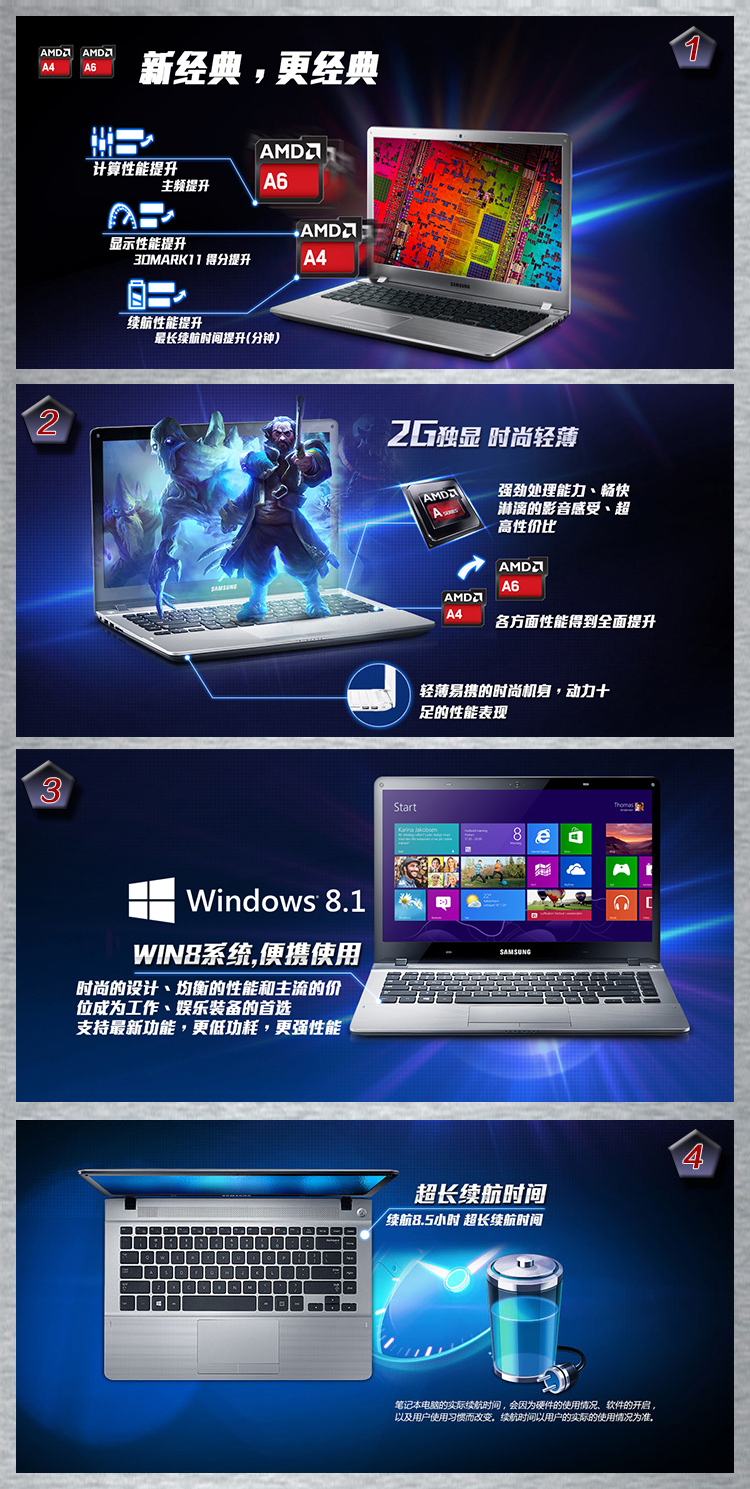 AMD AMD
A4 A6
新经典，更经典
1
计算性能提升
主频提升
AMD
A6
显示性能提升
3DMARK11 得分提升
AMD
A4
续航性能提升
最长续航时间提升(分钟)
SAMSUNG
2
2G独显 时尚轻薄
AMD
A SERIES
强劲处理能力、畅快
淋漓的影音感受、超
高性价比
SAMSUNG
AMD
A6
AMD
A4
各方面性能得到全面提升
轻薄易携的时尚机身，动力十
足的性能表现
3
Start
Thomas
Karina Jakobsen
8
22°
Windows 8.1
WIN8系统,便携使用
SAMSUNG
时尚的设计、均衡的性能和主流的价
位成为工作、娱乐装备的首选
支持最新功能，更低功耗，更强性能
4
超长续航时间
续航8.5小时 超长续航时间
笔记本电脑的实际续航时间，会因为硬件的使用情况、软件的开启，
以及用户使用习惯而改变。续航时间以用户的实际的使用情况为准。